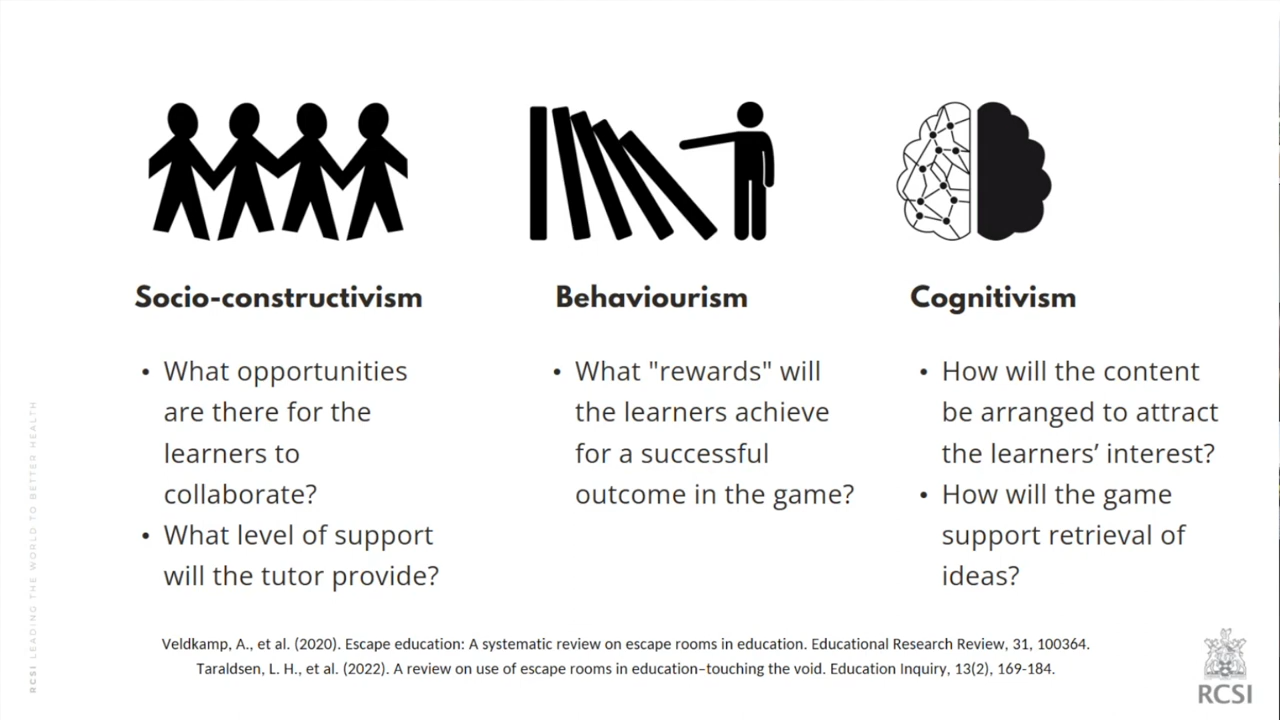 Socio-constructivism
• What opportunities
are there for the
learners to
collaborate?
• What level of support
will the tutor provide?
Behaviourism
• What "rewards" will
the learners achieve
for a successful
outcome in the game?
Cognitivism
• How will the content
be arranged to attract
the learners’ interest?
• How will the game
support retrieval of
ideas?
Veldkamp, A., et al. (2020). Escape education: A systematic review on escape rooms in education. Educational Research Review, 31, 100364.
Taraldsen, L. H., et al. (2022). A review on use of escape rooms in education–touching the void. Education Inquiry, 13(2), 169-184.
RCSI LEADING THE WORLD TO BETTER HEALTH
RCSI